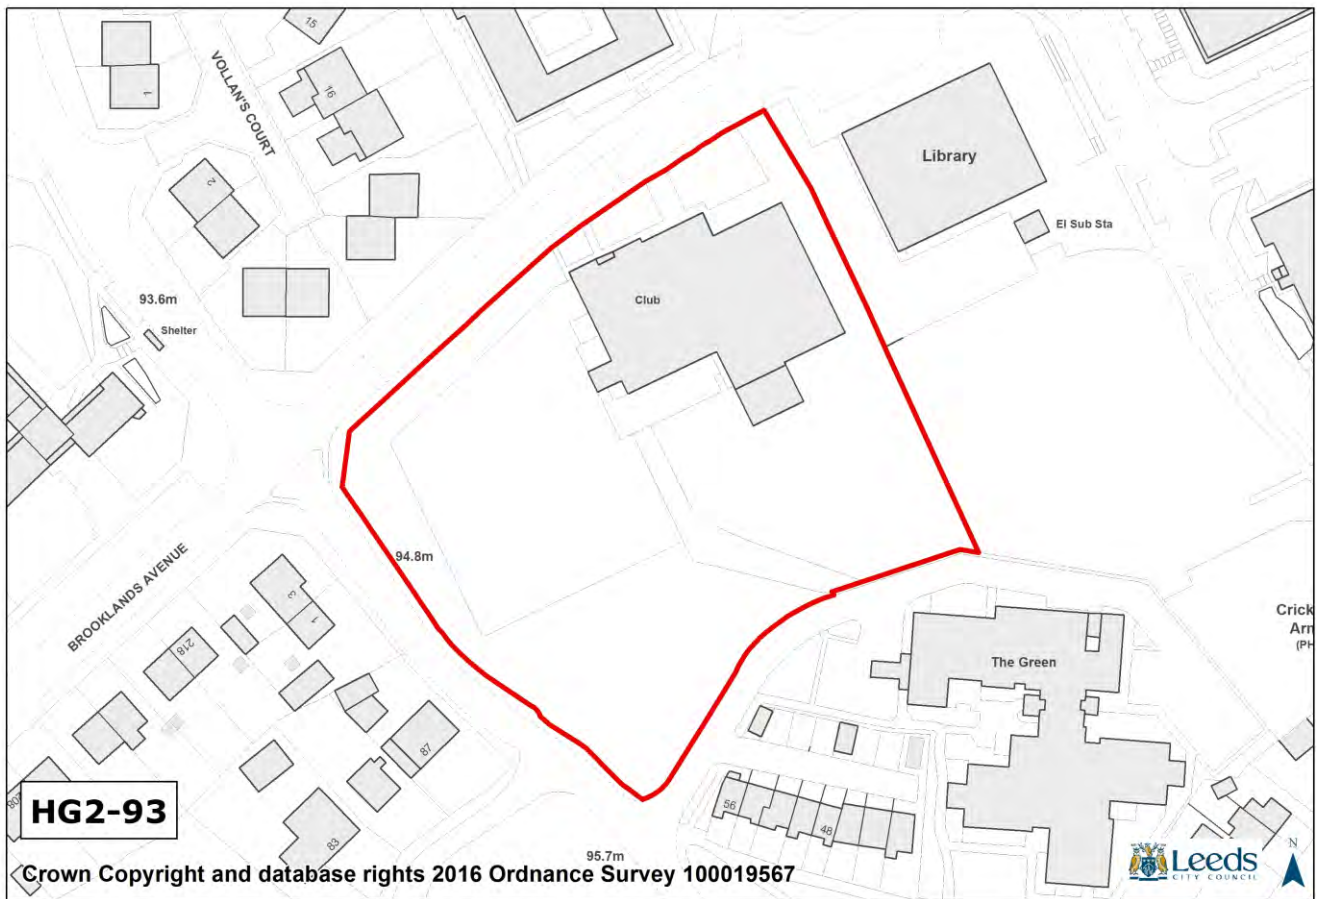 15
1
VOLLAN'S COURT
16
2
Library
El Sub Sta
93.6m
Shelter
Club
94.8m
BROOKLANDS AVENUE
3
1
218
87
83
The Green
Crick
Arn
(PH
56
48
95.7m
HG2-93
Crown Copyright and database rights 2016 Ordnance Survey 100019567
Leeds
CITY COUNCIL
N